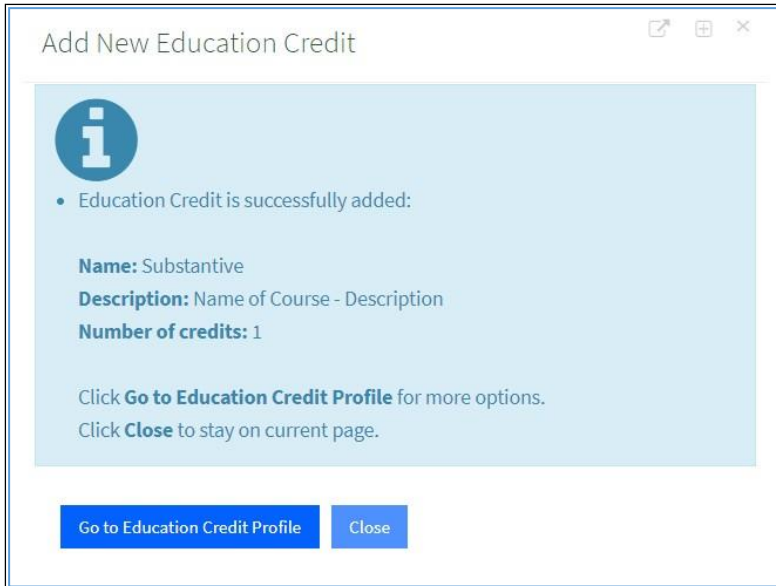 Add New Education Credit
Education Credit is successfully added:
Name: Substantive
Description: Name of Course - Description
Number of credits: 1
Click Go to Education Credit Profile for more options.
Click Close to stay on current page.
Go to Education Credit Profile
Close